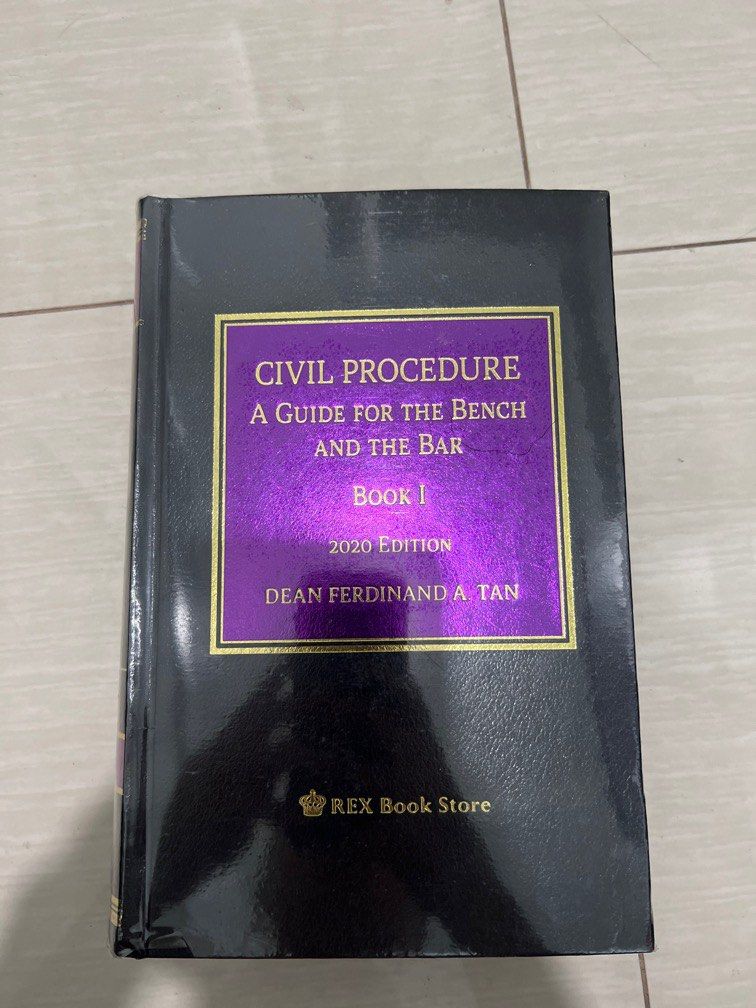 CIVIL PROCEDURE
A GUIDE FOR THE BENCH
AND THE BAR
BOOK I
2020 EDITION
DEAN FERDINAND A. TAN
REX Book Store